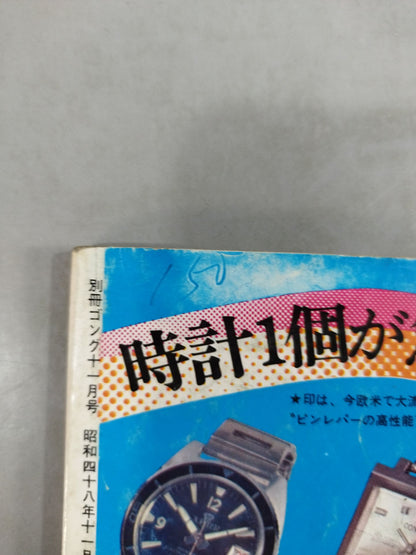 150
時計1個が
★印は、今欧米で大流
"ピンレバーの高性能
別冊ゴング十一月号 昭和四十八年十一月